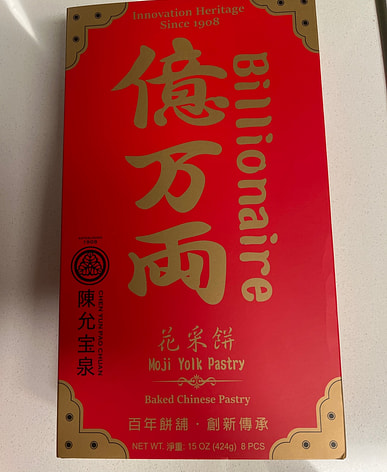 Innovation Heritage
Since 1908
億万両
Billionaire
陳允宝泉
CHEN YUN PAO CHUAN
花采餅
Moji Yolk Pastry
Baked Chinese Pastry
百年餅舖·創新傳承
NET WT. 淨重: 15 OZ (424g) 8 PCS